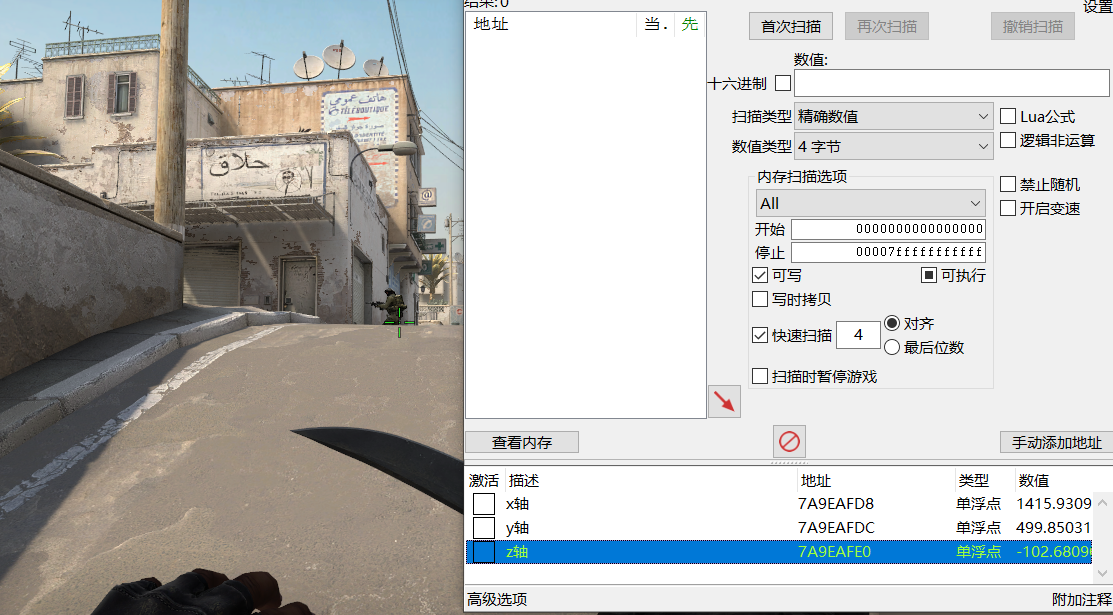 结果:0
设置
地址 当. 先
首次扫描 再次扫描 撤销扫描
数值:
十六进制
扫描类型 精确数值 Lua公式
数值类型 4 字节 逻辑非运算
内存扫描选项
All
禁止随机
开始 0000000000000000
开启变速
停止 00007fffffffffff
可写 可执行
写时拷贝
快速扫描 4 对齐
最后位数
扫描时暂停游戏
查看内存 手动添加地址
激活 描述 地址 类型 数值
x轴 7A9EAFD8 单浮点 1415.9309
y轴 7A9EAFDC 单浮点 499.85031
z轴 7A9EAFE0 单浮点 -102.6809
高级选项 附加注释
هاتف عمومي
TÉLÉBOUTIQUE
حلاق
@